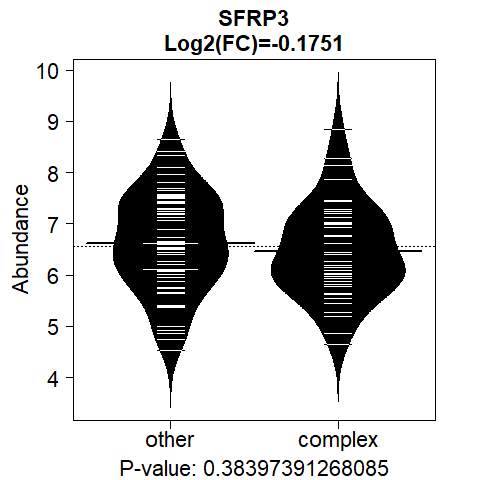 SFRP3
Log2(FC)=-0.1751
10
9
8
7
6
5
4
Abundance
other complex
P-value: 0.38397391268085